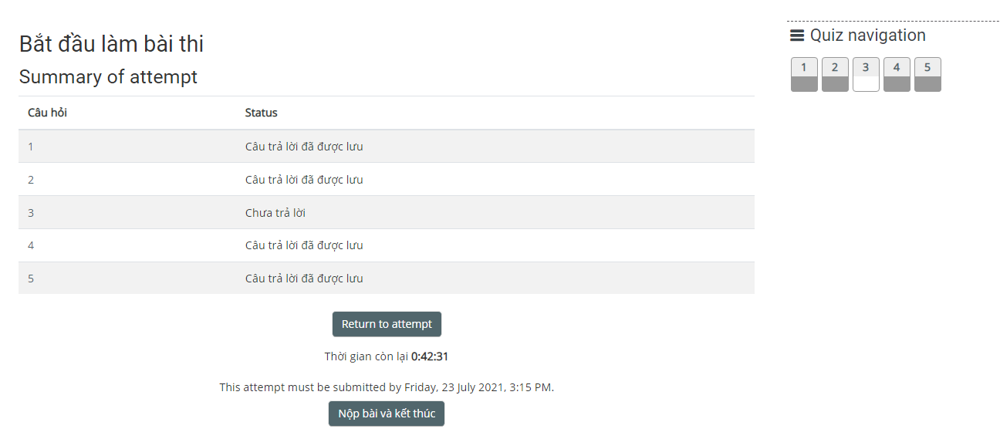 Bắt đầu làm bài thi
Summary of attempt
Câu hỏi Status
1 Câu trả lời đã được lưu
2 Câu trả lời đã được lưu
3 Chưa trả lời
4 Câu trả lời đã được lưu
5 Câu trả lời đã được lưu
Return to attempt
Thời gian còn lại 0:42:31
This attempt must be submitted by Friday, 23 July 2021, 3:15 PM.
Nộp bài và kết thúc
Quiz navigation
1 2 3 4 5